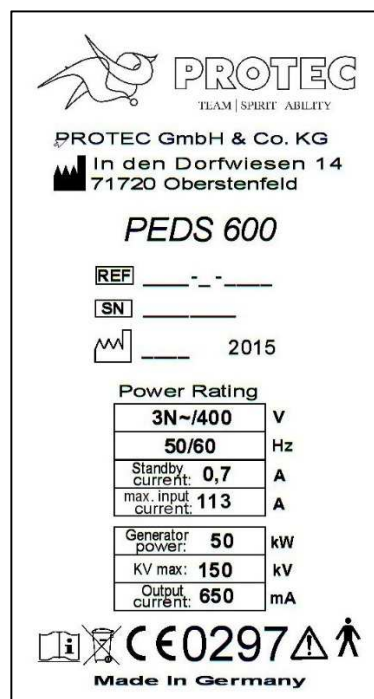 PROTEC
TEAM | SPIRIT ABILITY
PROTEC GmbH & Co. KG
In den Dorfwiesen 14
71720 Oberstenfeld
PEDS 600
REF ____-_-____
SN ________
____ 2015
Power Rating
3N~/400 V
50/60 Hz
Standby current: 0,7 A
max. input current: 113 A
Generator power: 50 kW
KV max: 150 kV
Output current: 650 mA
CE0297
Made In Germany